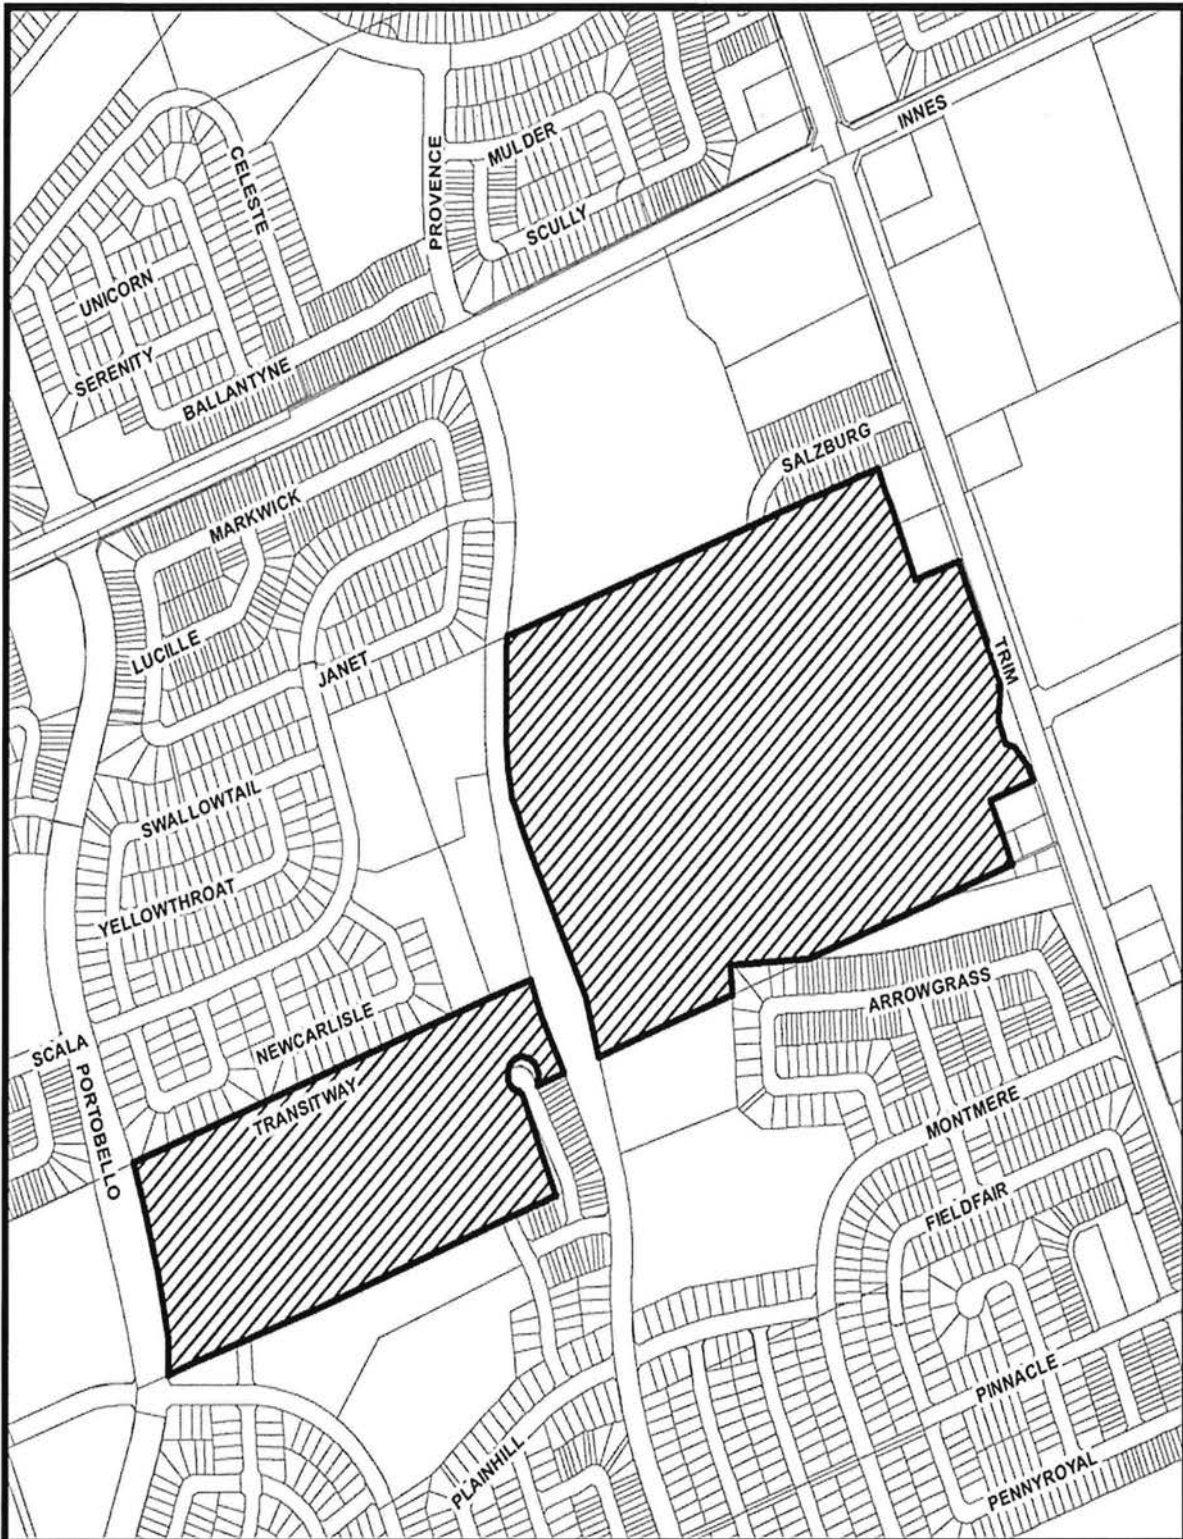 INNES
MULDER
PROVENCE
CELESTE
SCULLY
UNICORN
SERENITY
BALLANTYNE
SALZBURG
MARKWICK
LUCILLE
JANET
TRIM
SWALLOWTAIL
YELLOWTHROAT
ARROWGRASS
NEWCARLISLE
SCALA
PORTOBELLO
TRANSITWAY
MONTMERE
FIELDFAIR
PINNACLE
PLAINHILL
PENNYROYAL